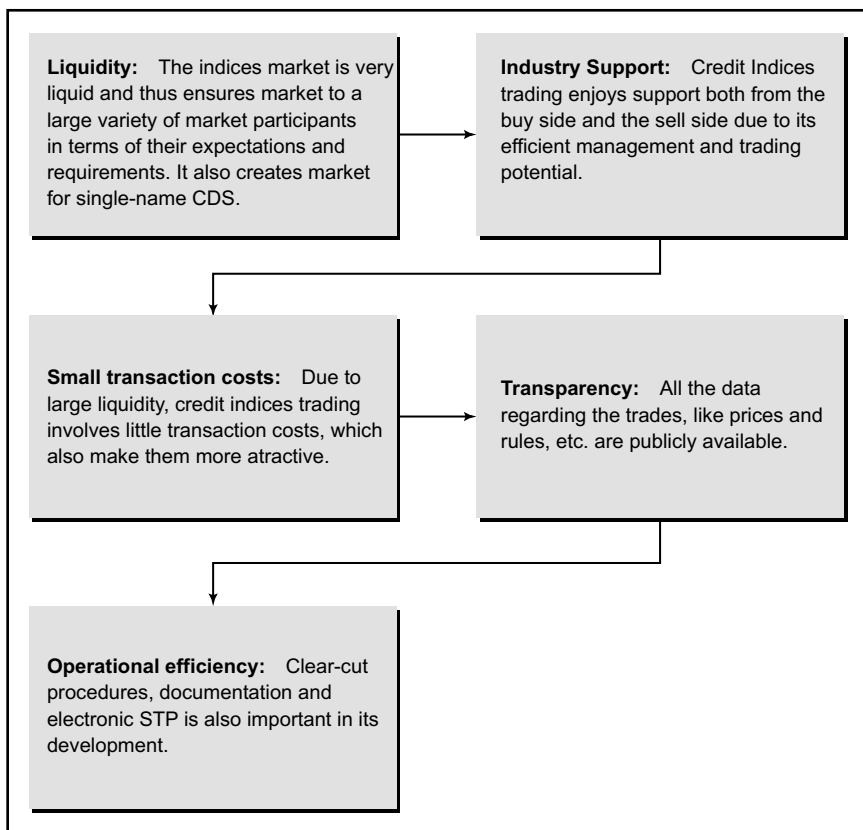 Liquidity: The indices market is very
liquid and thus ensures market to a
large variety of market participants
in terms of their expectations and
requirements. It also creates market
for single-name CDS.
Industry Support: Credit Indices
trading enjoys support both from the
buy side and the sell side due to its
efficient management and trading
potential.
Small transaction costs: Due to
large liquidity, credit indices trading
involves little transaction costs, which
also make them more atractive.
Transparency: All the data
regarding the trades, like prices and
rules, etc. are publicly available.
Operational efficiency: Clear-cut
procedures, documentation and
electronic STP is also important in its
development.